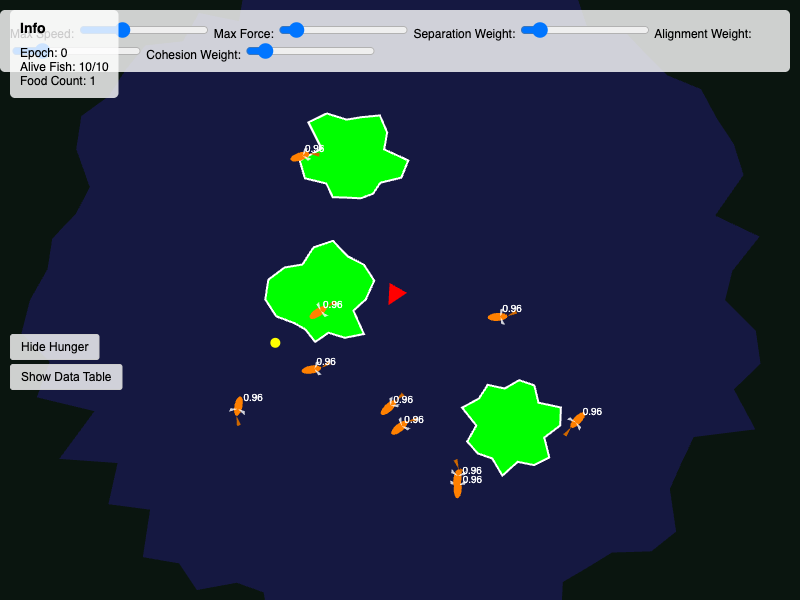 Info
Max Speed: Max Force: Separation Weight: Alignment Weight:
Cohesion Weight:
Epoch: 0
Alive Fish: 10/10
Food Count: 1
0.96
0.96
0.96
0.96
0.96
0.96
0.96
0.96
0.96
0.96
Hide Hunger
Show Data Table